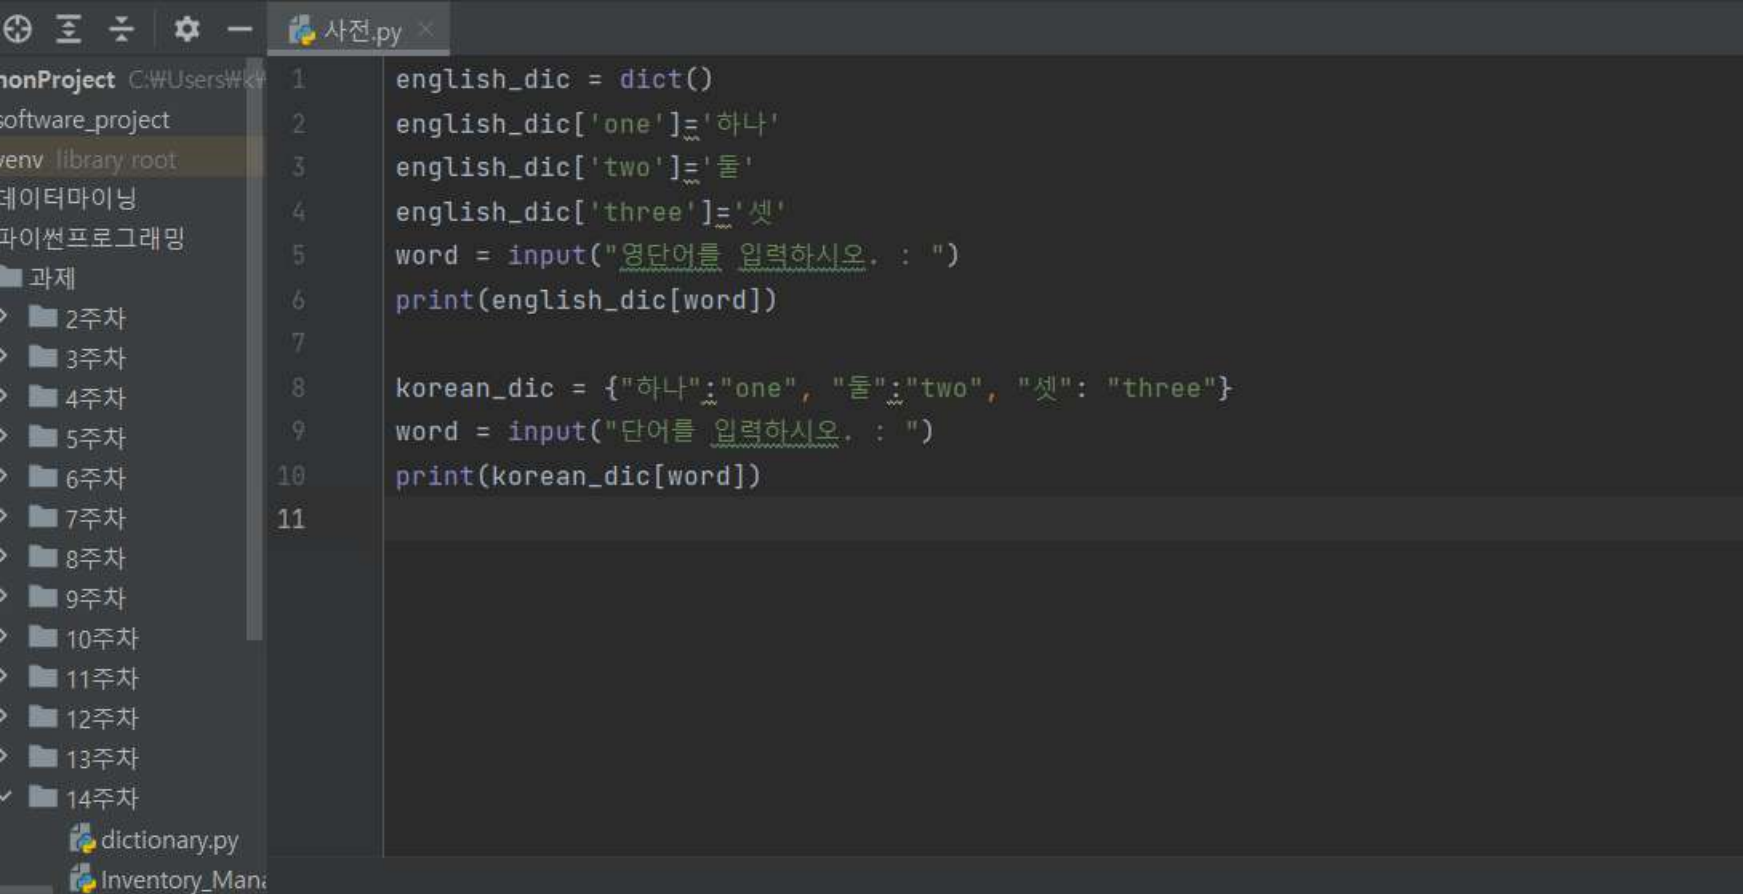 사전.py
honProject C:\Users\k
software_project
venv library root
데이터마이닝
파이썬프로그래밍
과제
2주차
3주차
4주차
5주차
6주차
7주차
8주차
9주차
10주차
11주차
12주차
13주차
14주차
dictionary.py
Inventory_Mana
1 english_dic = dict()
2 english_dic['one']='하나'
3 english_dic['two']='둘'
4 english_dic['three']='셋'
5 word = input("영단어를 입력하시오. : ")
6 print(english_dic[word])
7
8 korean_dic = {"하나":"one", "둘":"two", "셋": "three"}
9 word = input("단어를 입력하시오. : ")
10 print(korean_dic[word])
11